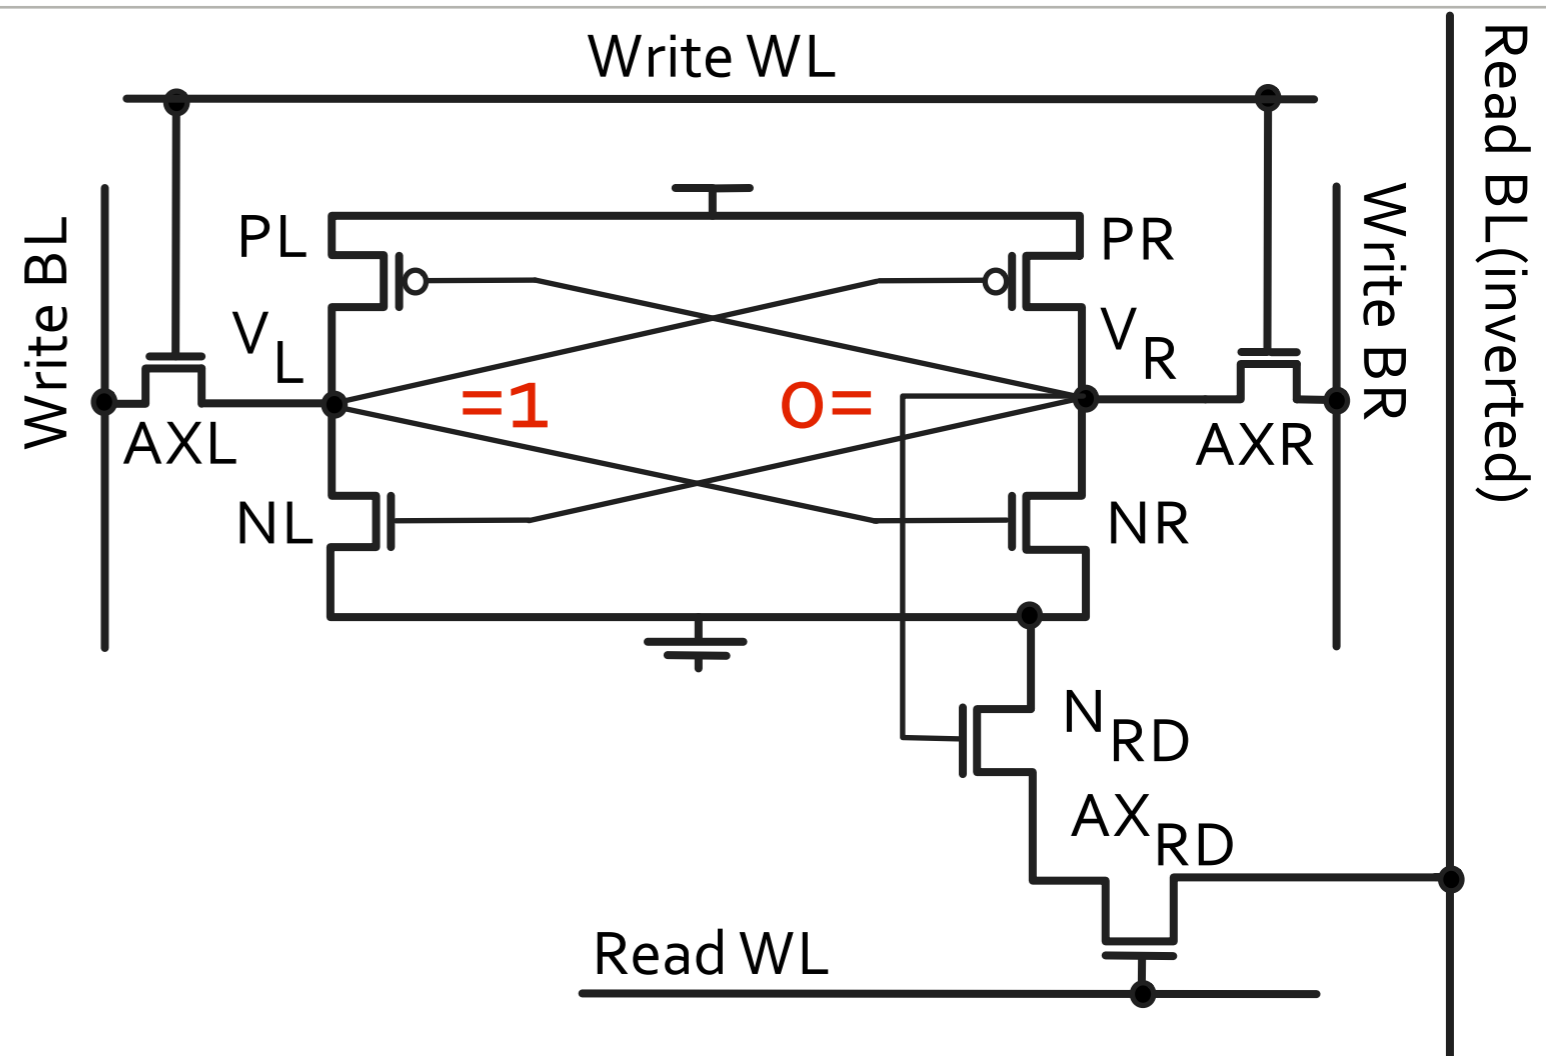 Write WL
Read BL(inverted)
Write BL
PL
PR
Write BR
VL
VR
=1
0=
AXL
AXR
NL
NR
NRD
AXRD
Read WL